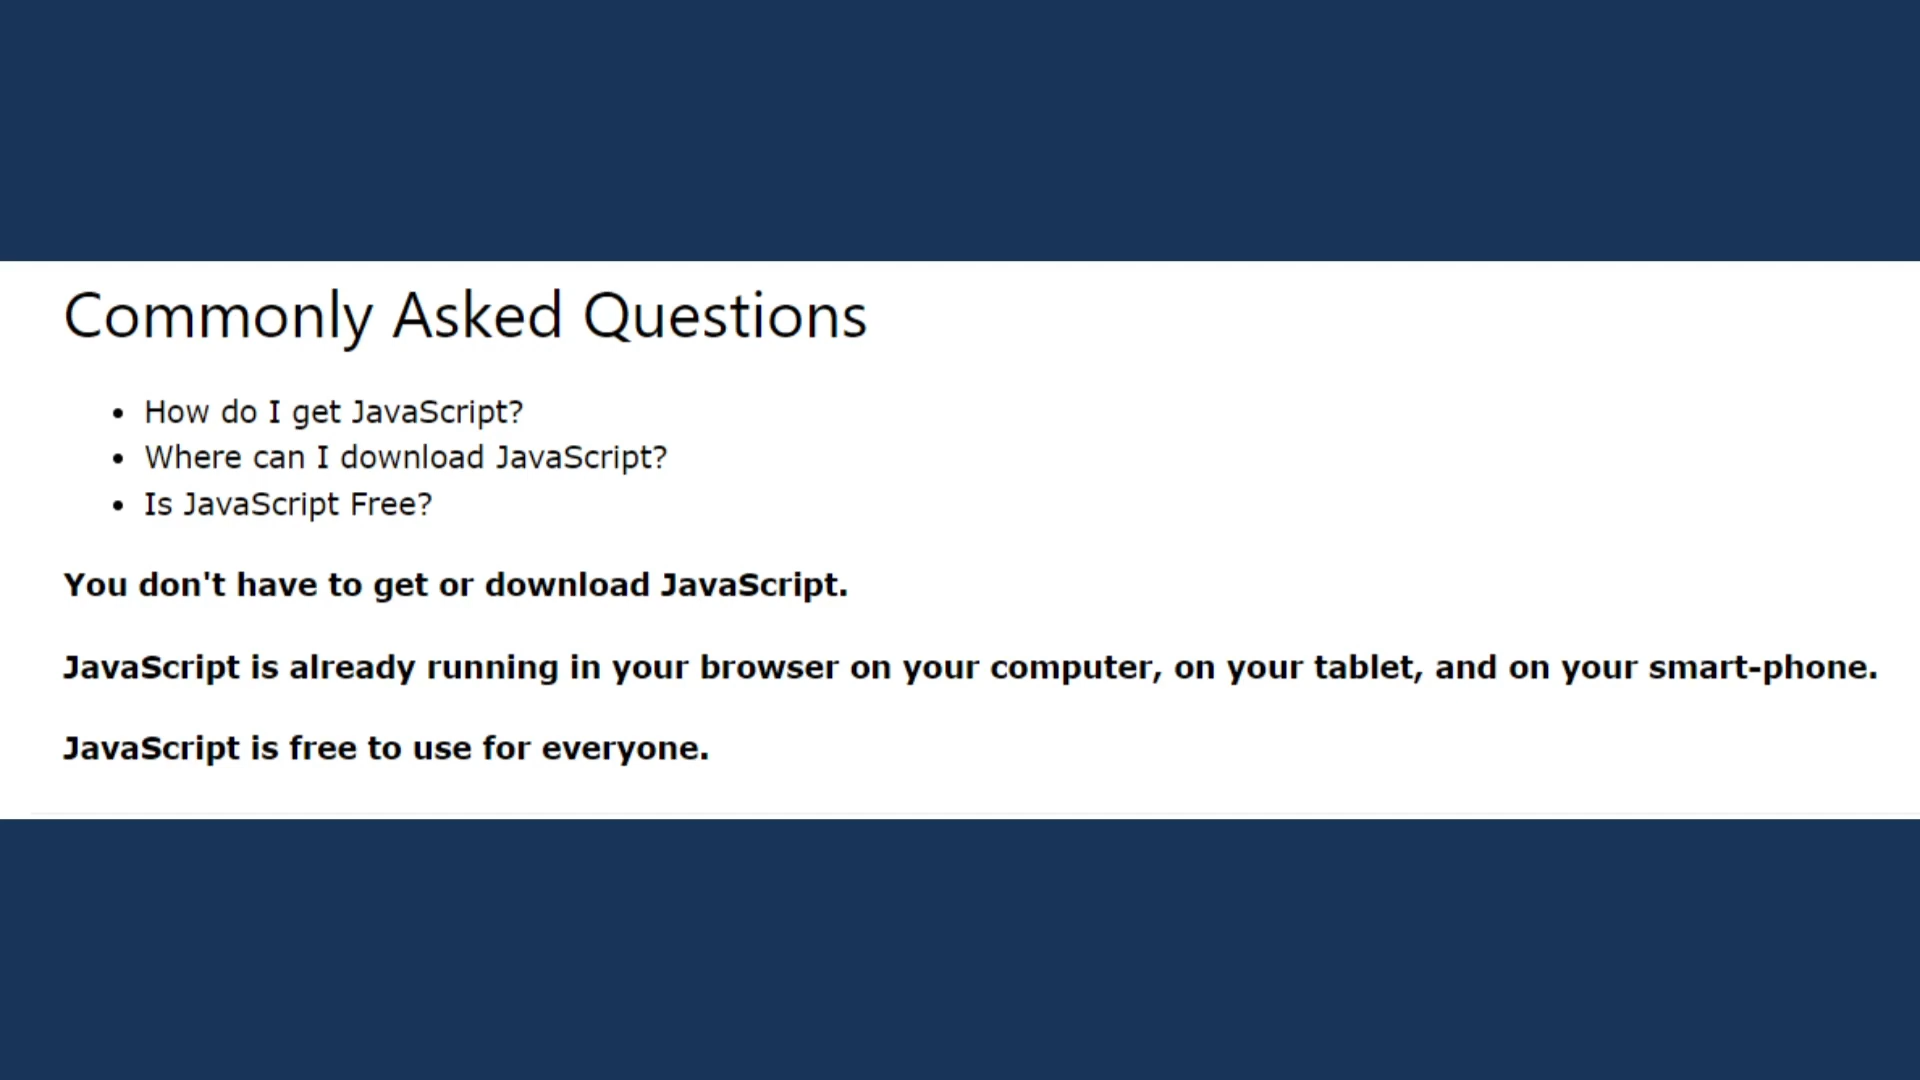 Commonly Asked Questions
• How do I get JavaScript?
• Where can I download JavaScript?
• Is JavaScript Free?
You don't have to get or download JavaScript.
JavaScript is already running in your browser on your computer, on your tablet, and on your smart-phone.
JavaScript is free to use for everyone.